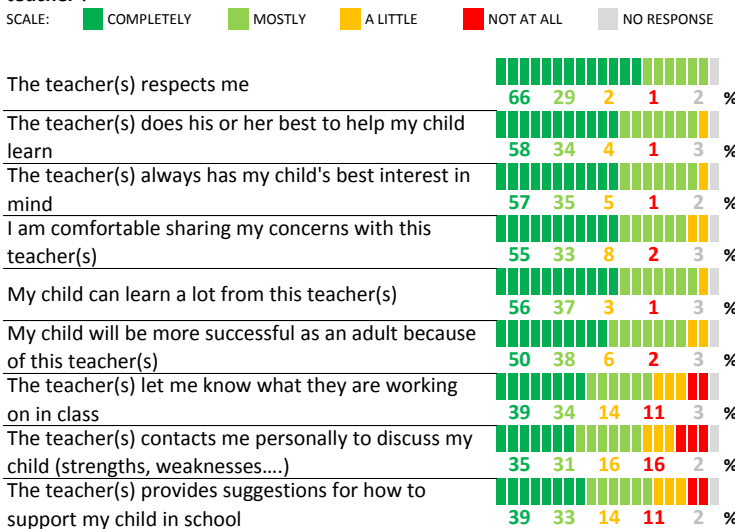 SCALE: COMPLETELY MOSTLY A LITTLE NOT AT ALL NO RESPONSE
The teacher(s) respects me
66 29 2 1 2 %
The teacher(s) does his or her best to help my child
learn
58 34 4 1 3 %
The teacher(s) always has my child's best interest in
mind
57 35 5 1 2 %
I am comfortable sharing my concerns with this
teacher(s)
55 33 8 2 3 %
My child can learn a lot from this teacher(s)
56 37 3 1 3 %
My child will be more successful as an adult because
of this teacher(s)
50 38 6 2 3 %
The teacher(s) let me know what they are working
on in class
39 34 14 11 3 %
The teacher(s) contacts me personally to discuss my
child (strengths, weaknesses....)
35 31 16 16 2 %
The teacher(s) provides suggestions for how to
support my child in school
39 33 14 11 2 %